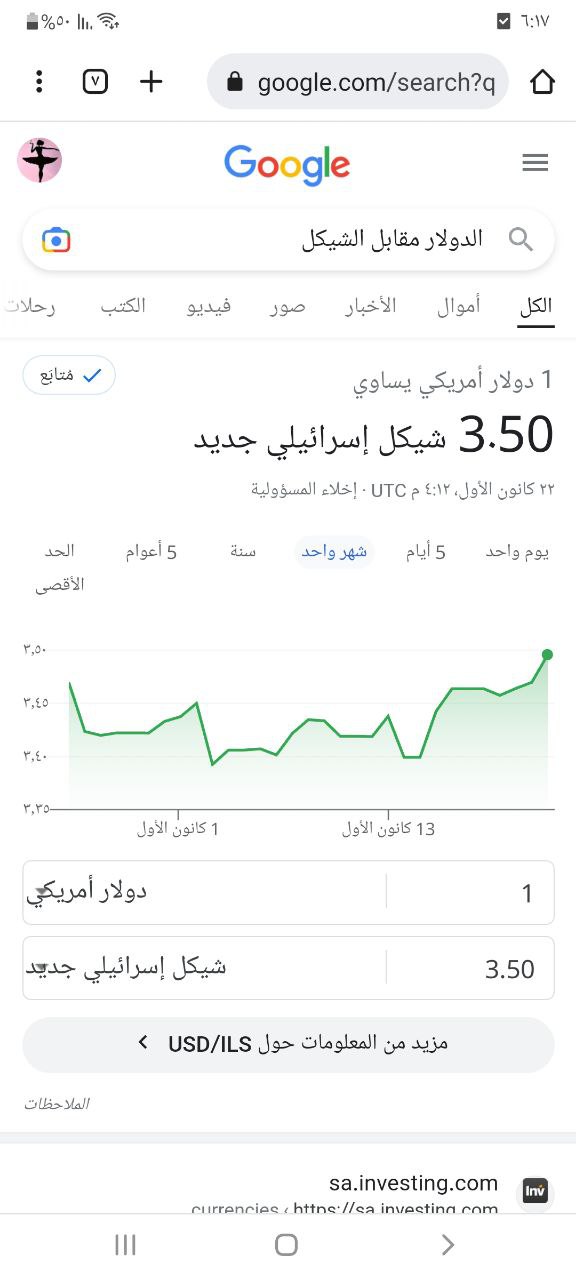 ٦:١٧
%٥٠
google.com/search?q
٧
Google
الدولار مقابل الشيكل
الكل أموال الأخبار صور فيديو الكتب رحلات
1 دولار أمريكي يساوي
مُتابَع
3.50 شيكل إسرائيلي جديد
٢٢ كانون الأول، ٤:١٢ م UTC · إخلاء المسؤولية
يوم واحد 5 أيام شهر واحد سنة 5 أعوام الحد
الأقصى
٣,٥٠
٣,٤٥
٣,٤٠
٣,٣٥
1 كانون الأول 13 كانون الأول
1 دولار أمريكي
3.50 شيكل إسرائيلي جديد
مزيد من المعلومات حول USD/ILS
الملاحظات
Inv
sa.investing.com
https://sa.investing.com › currencies